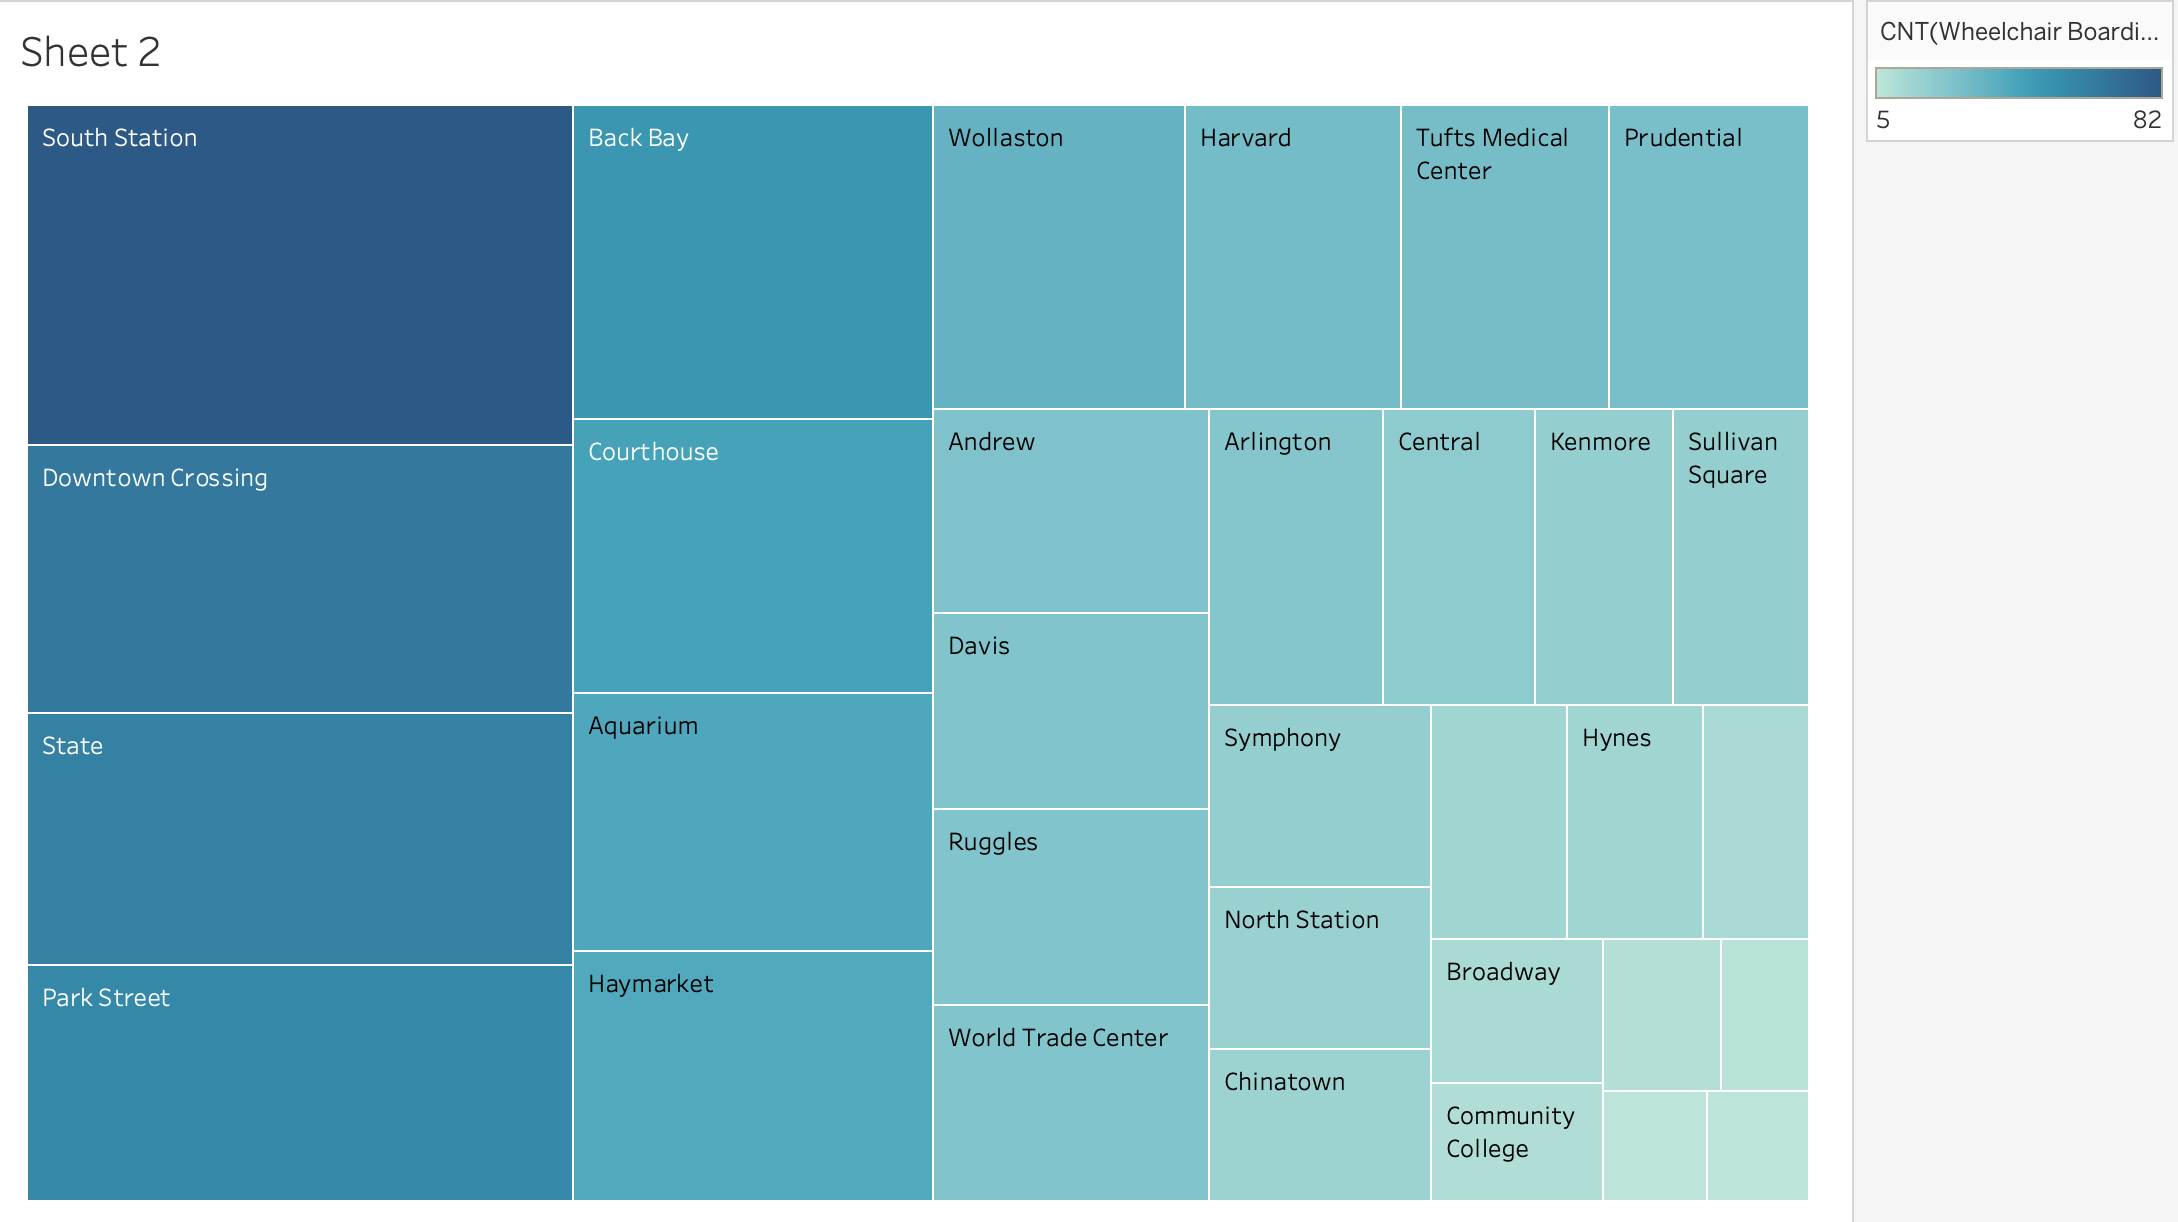 Sheet 2
CNT(Wheelchair Boardi...
5
82
South Station
Back Bay
Wollaston
Harvard
Tufts Medical
Center
Prudential
Andrew
Arlington
Central
Kenmore
Sullivan
Square
Courthouse
Downtown Crossing
Davis
Aquarium
State
Symphony
Hynes
Ruggles
North Station
Broadway
Haymarket
Park Street
World Trade Center
Chinatown
Community
College